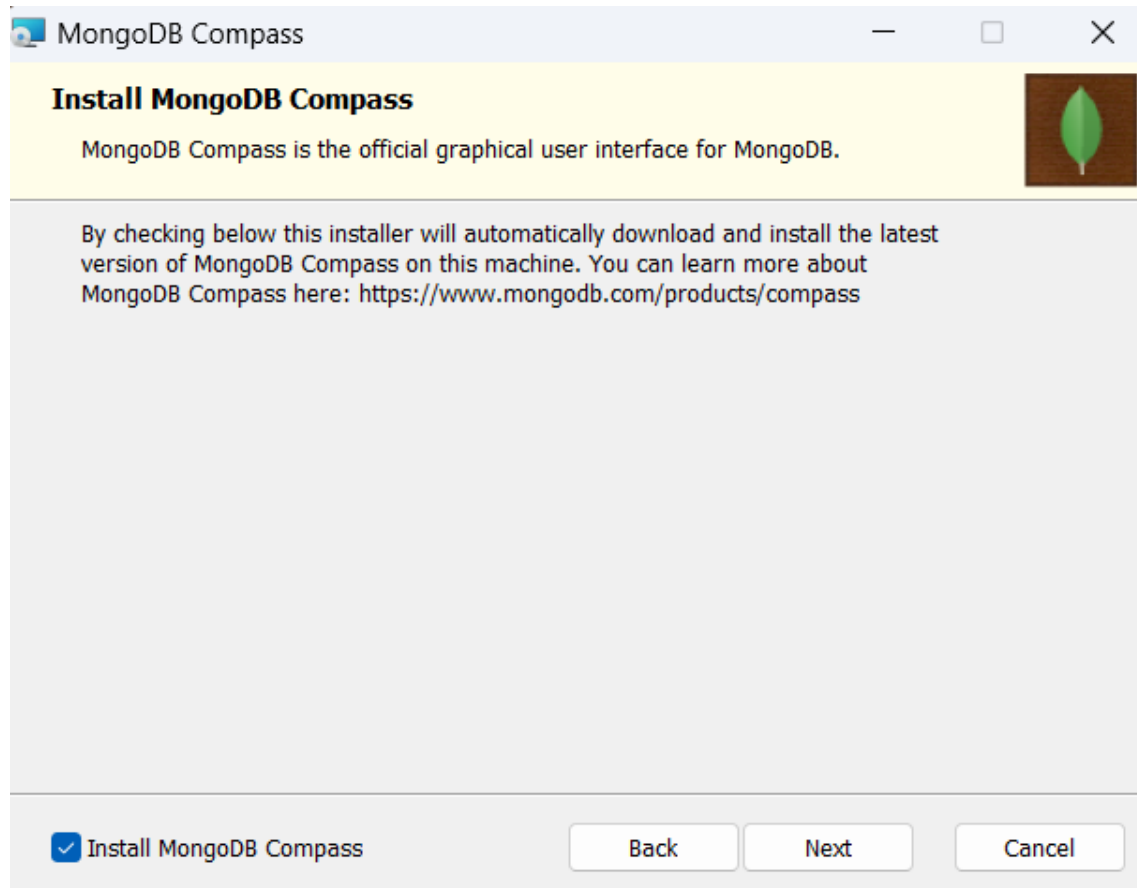 MongoDB Compass
Install MongoDB Compass
MongoDB Compass is the official graphical user interface for MongoDB.
By checking below this installer will automatically download and install the latest
version of MongoDB Compass on this machine. You can learn more about
MongoDB Compass here: https://www.mongodb.com/products/compass
Install MongoDB Compass Back Next Cancel